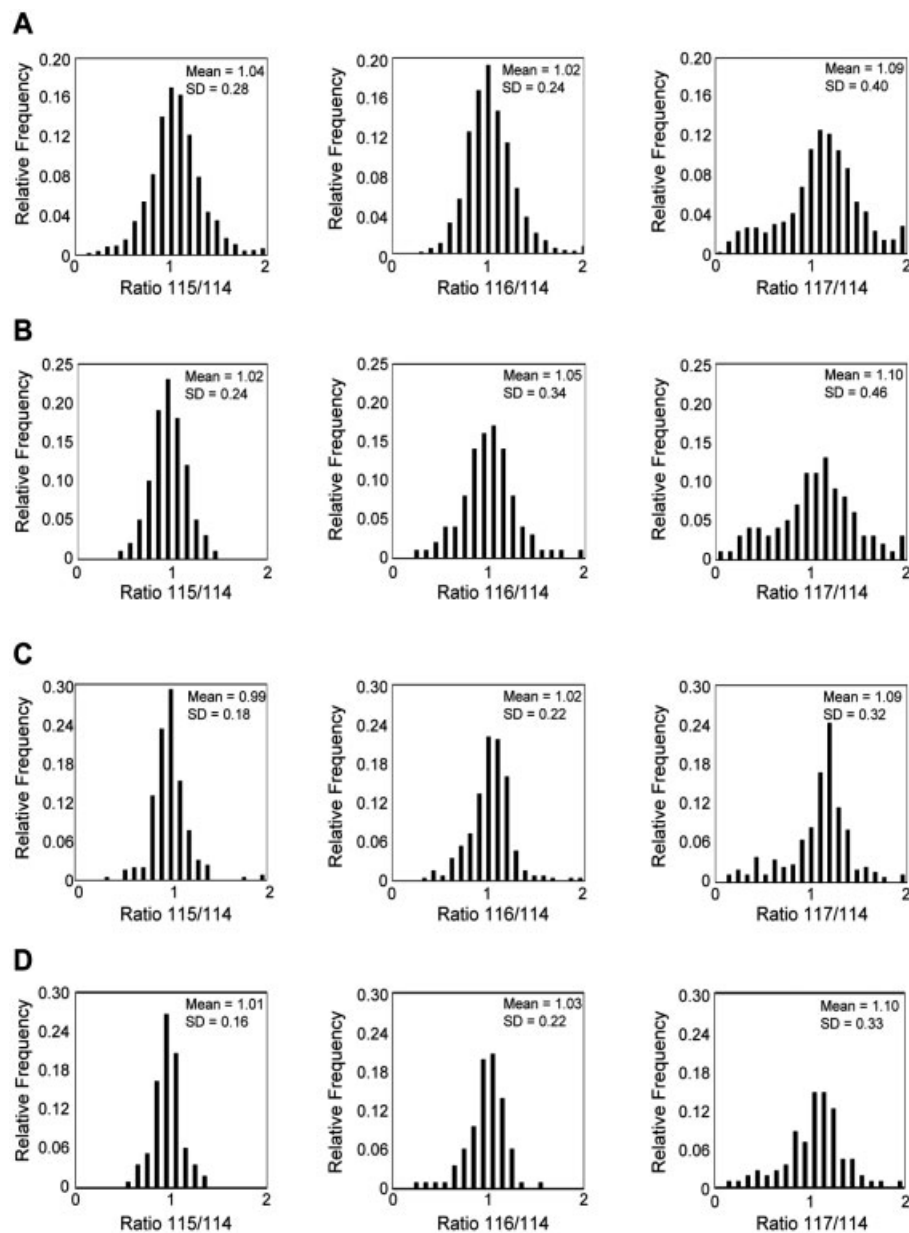 A
Relative Frequency
0.20
0.16
0.12
0.08
0.04
0
Mean = 1.04
SD = 0.28
0 1 2
Ratio 115/114
Relative Frequency
0.20
0.16
0.12
0.08
0.04
0
Mean = 1.02
SD = 0.24
0 1 2
Ratio 116/114
Relative Frequency
0.20
0.16
0.12
0.08
0.04
0
Mean = 1.09
SD = 0.40
0 1 2
Ratio 117/114
B
Relative Frequency
0.25
0.20
0.15
0.10
0.05
0
Mean = 1.02
SD = 0.24
0 1 2
Ratio 115/114
Relative Frequency
0.25
0.20
0.15
0.10
0.05
0
Mean = 1.05
SD = 0.34
0 1 2
Ratio 116/114
Relative Frequency
0.25
0.20
0.15
0.10
0.05
0
Mean = 1.10
SD = 0.46
0 1 2
Ratio 117/114
C
Relative Frequency
0.30
0.24
0.18
0.12
0.06
0
Mean = 0.99
SD = 0.18
0 1 2
Ratio 115/114
Relative Frequency
0.30
0.24
0.18
0.12
0.06
0
Mean = 1.02
SD = 0.22
0 1 2
Ratio 116/114
Relative Frequency
0.30
0.24
0.18
0.12
0.06
0
Mean = 1.09
SD = 0.32
0 1 2
Ratio 117/114
D
Relative Frequency
0.30
0.24
0.18
0.12
0.06
0
Mean = 1.01
SD = 0.16
0 1 2
Ratio 115/114
Relative Frequency
0.30
0.24
0.18
0.12
0.06
0
Mean = 1.03
SD = 0.22
0 1 2
Ratio 116/114
Relative Frequency
0.30
0.24
0.18
0.12
0.06
0
Mean = 1.10
SD = 0.33
0 1 2
Ratio 117/114